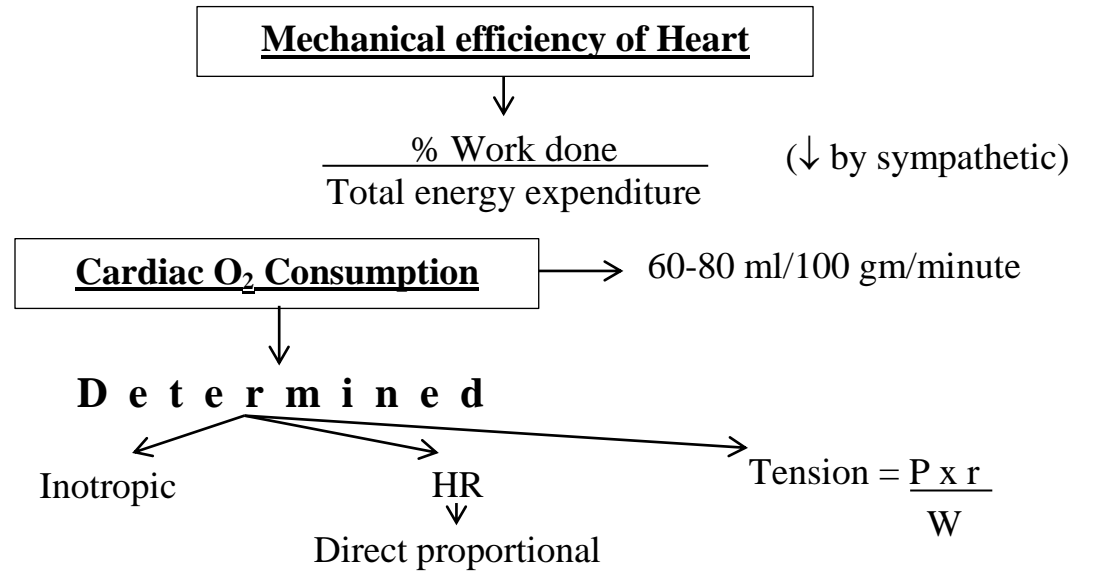 Mechanical efficiency of Heart
% Work done
Total energy expenditure
(↓ by sympathetic)
Cardiac O₂ Consumption
60-80 ml/100 gm/minute
Determined
Inotropic
HR
Tension = P x r
W
Direct proportional